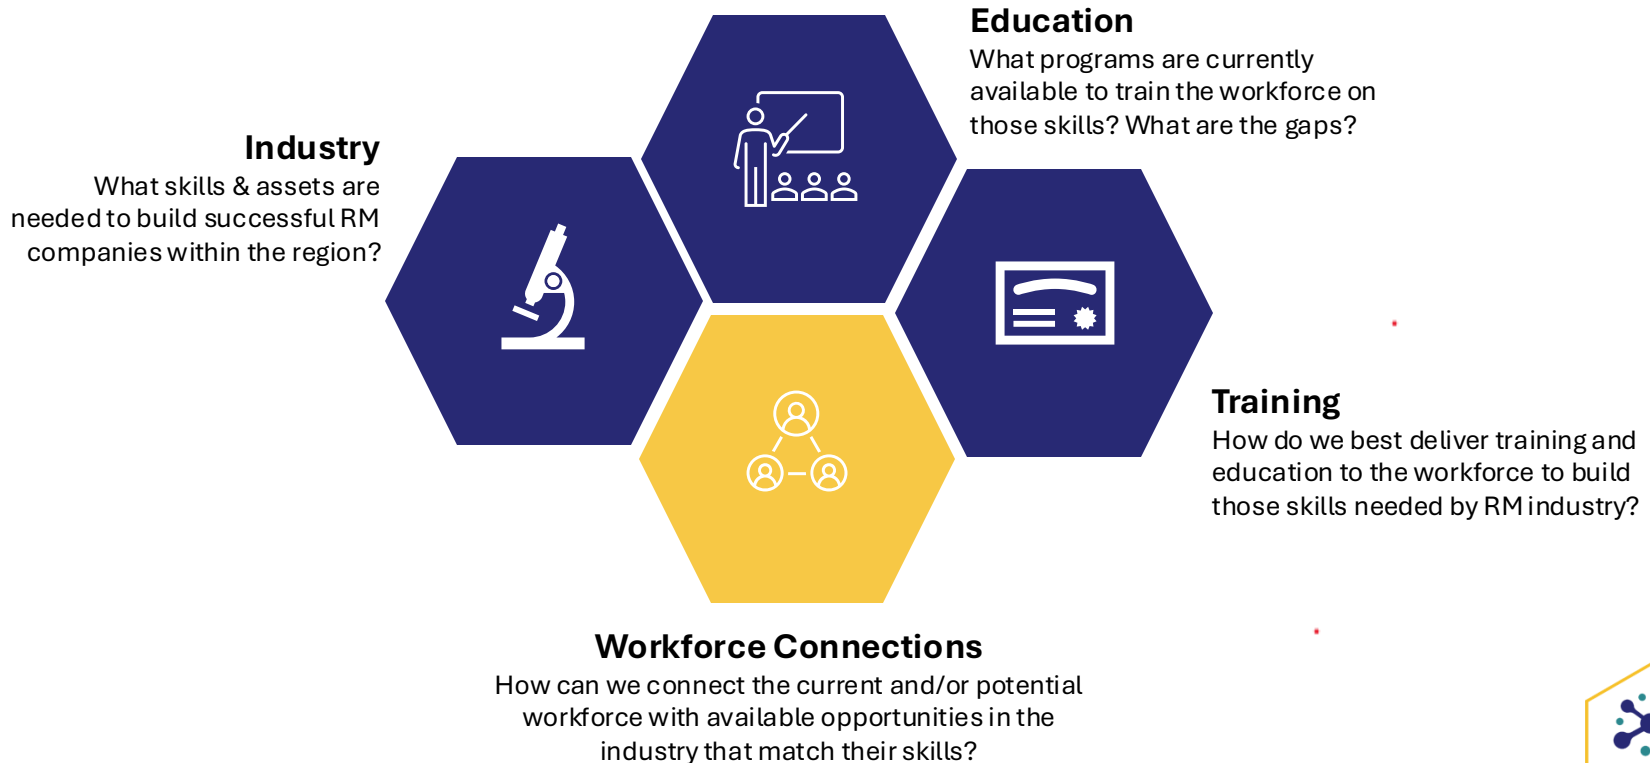 Education
What programs are currently
available to train the workforce on
those skills? What are the gaps?
Industry
What skills & assets are
needed to build successful RM
companies within the region?
Training
How do we best deliver training and
education to the workforce to build
those skills needed by RM industry?
Workforce Connections
How can we connect the current and/or potential
workforce with available opportunities in the
industry that match their skills?